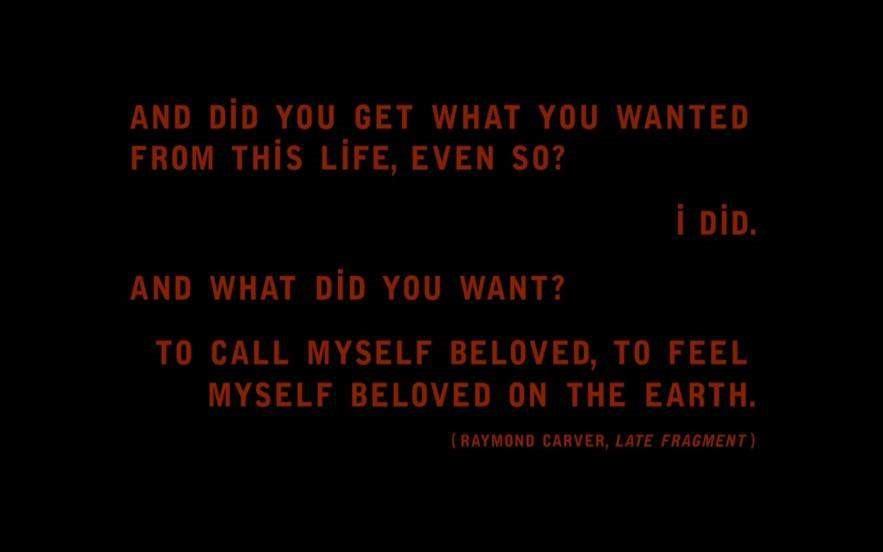 AND DİD YOU GET WHAT YOU WANTED
FROM THİS LİFE, EVEN SO?
İ DİD.
AND WHAT DİD YOU WANT?
TO CALL MYSELF BELOVED, TO FEEL
MYSELF BELOVED ON THE EARTH.
(RAYMOND CARVER, LATE FRAGMENT)